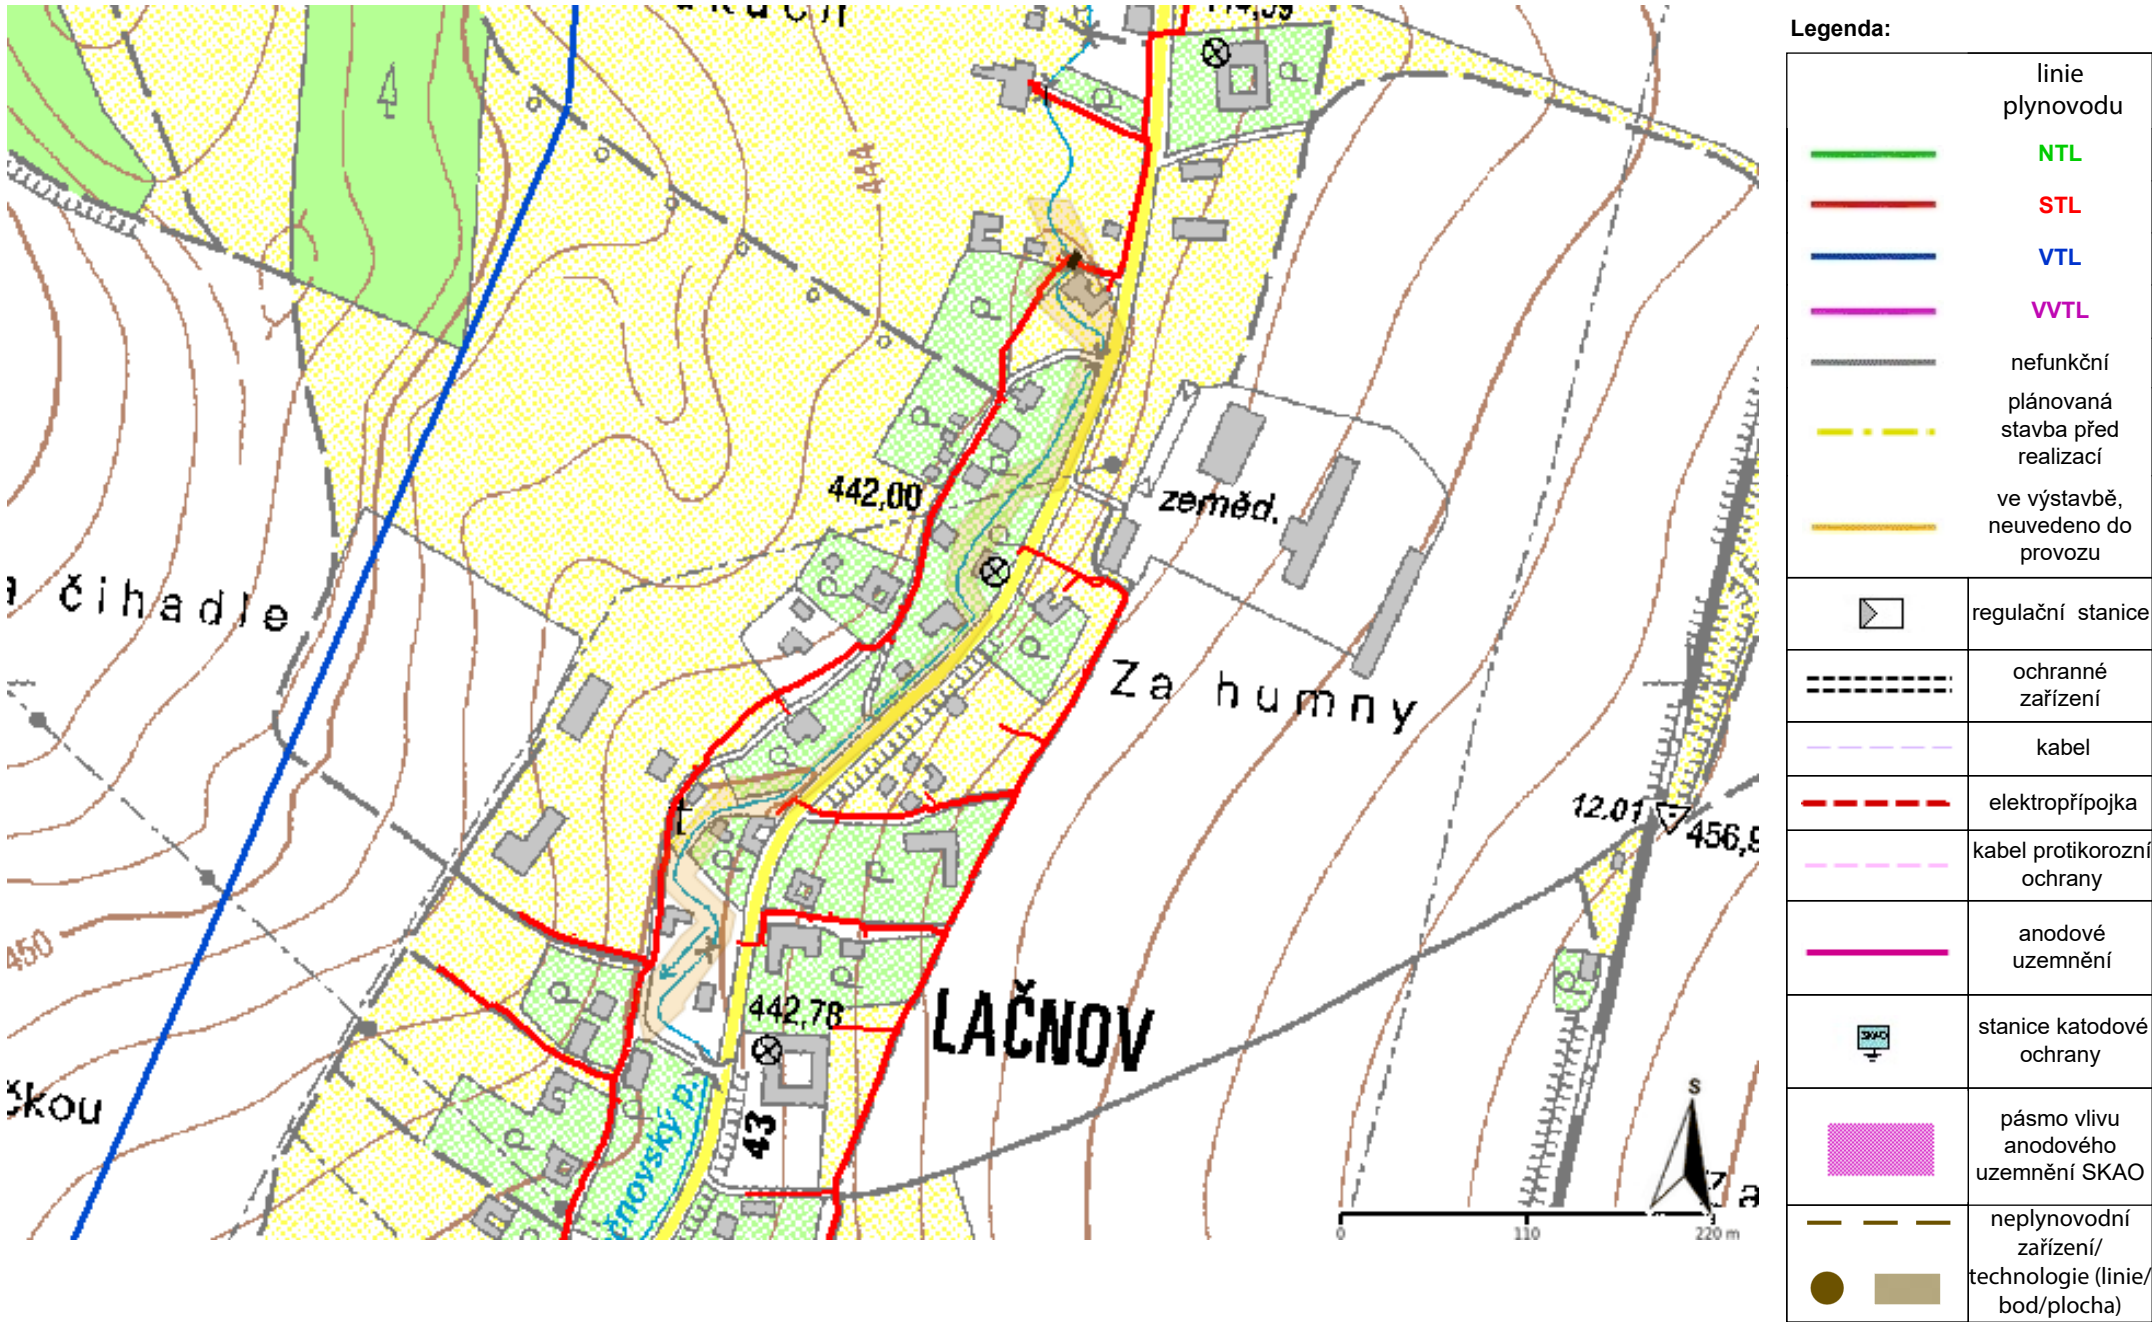 444
442,00
zeměd.
čihadle
Za humny
12.01
450
442,78
LAČNOV
43
S
0
110
220 m
Legenda:
linie
plynovodu
NTL
STL
VTL
VVTL
nefunkční
plánovaná
stavba před
realizací
ve výstavbě,
neuvedeno do
provozu
regulační stanice
ochranné
zařízení
kabel
elektropřípojka
kabel protikorozní
ochrany
anodové
uzemnění
SKAO
stanice katodové
ochrany
pásmo vlivu
anodového
uzemnění SKAO
neplynovodní
zařízení/
technologie (linie/
bod/plocha)